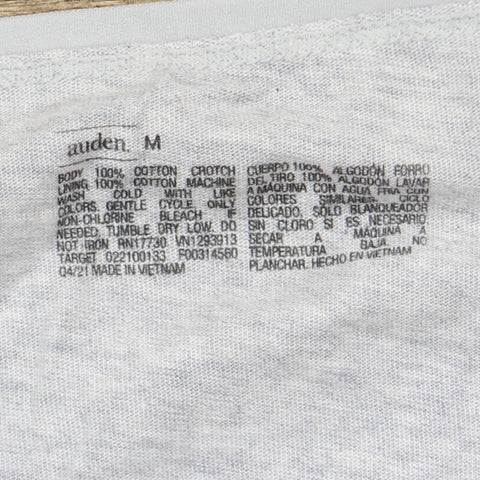 auden. M
BODY 100% COTTON CROTCH
LINING 100% COTTON MACHINE
WASH COLD WITH LIKE
COLORS. GENTLE CYCLE ONLY
NON-CHLORINE BLEACH IF
NEEDED. TUMBLE DRY LOW. DO
NOT IRON RN17730 VN1293913
TARGET 022100133 F00314560
04/21 MADE IN VIETNAM
CUERPO 100% ALGODÓN FORRO
DEL TIRO 100% ALGODÓN LAVAR
A MÁQUINA CON AGUA FRÍA CON
COLORES SIMILARES. CICLO
DELICADO. SOLO BLANQUEADOR
SIN CLORO SI ES NECESARIO
SECAR A MÁQUINA A
TEMPERATURA BAJA. NO
PLANCHAR. HECHO EN VIETNAM